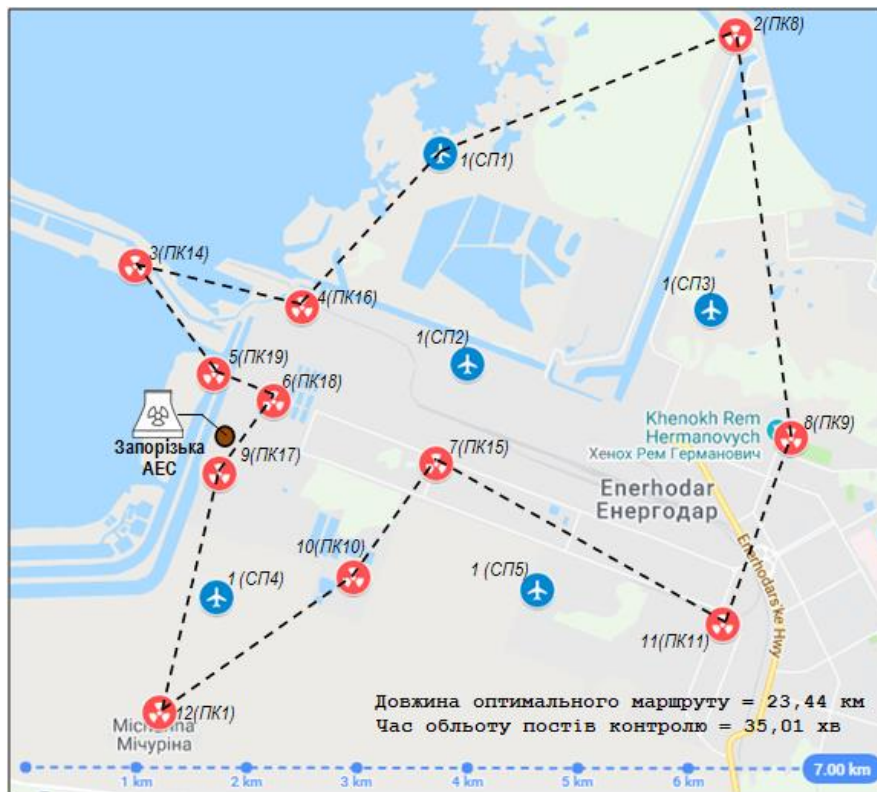 2(ПК8)
1(СП1)
3(ПК14)
1(СП3)
4(ПК16)
1(СП2)
5(ПК19)
6(ПК18)
Khenokh Rem
Hermanovych
Хенох Рем Германович
8(ПК9)
Запорізька
АЕС
9(ПК17)
7(ПК15)
Enerhodar
Енергодар
10(ПК10)
Enerhodars'ke Hwy
1 (СП4)
1 (СП5)
11(ПК11)
12(ПК1)
Мічуріна
Довжина оптимального маршруту = 23,44 км
Час обльоту постів контролю = 35,01 хв
1 km
2 km
3 km
4 km
5 km
6 km
7.00 km